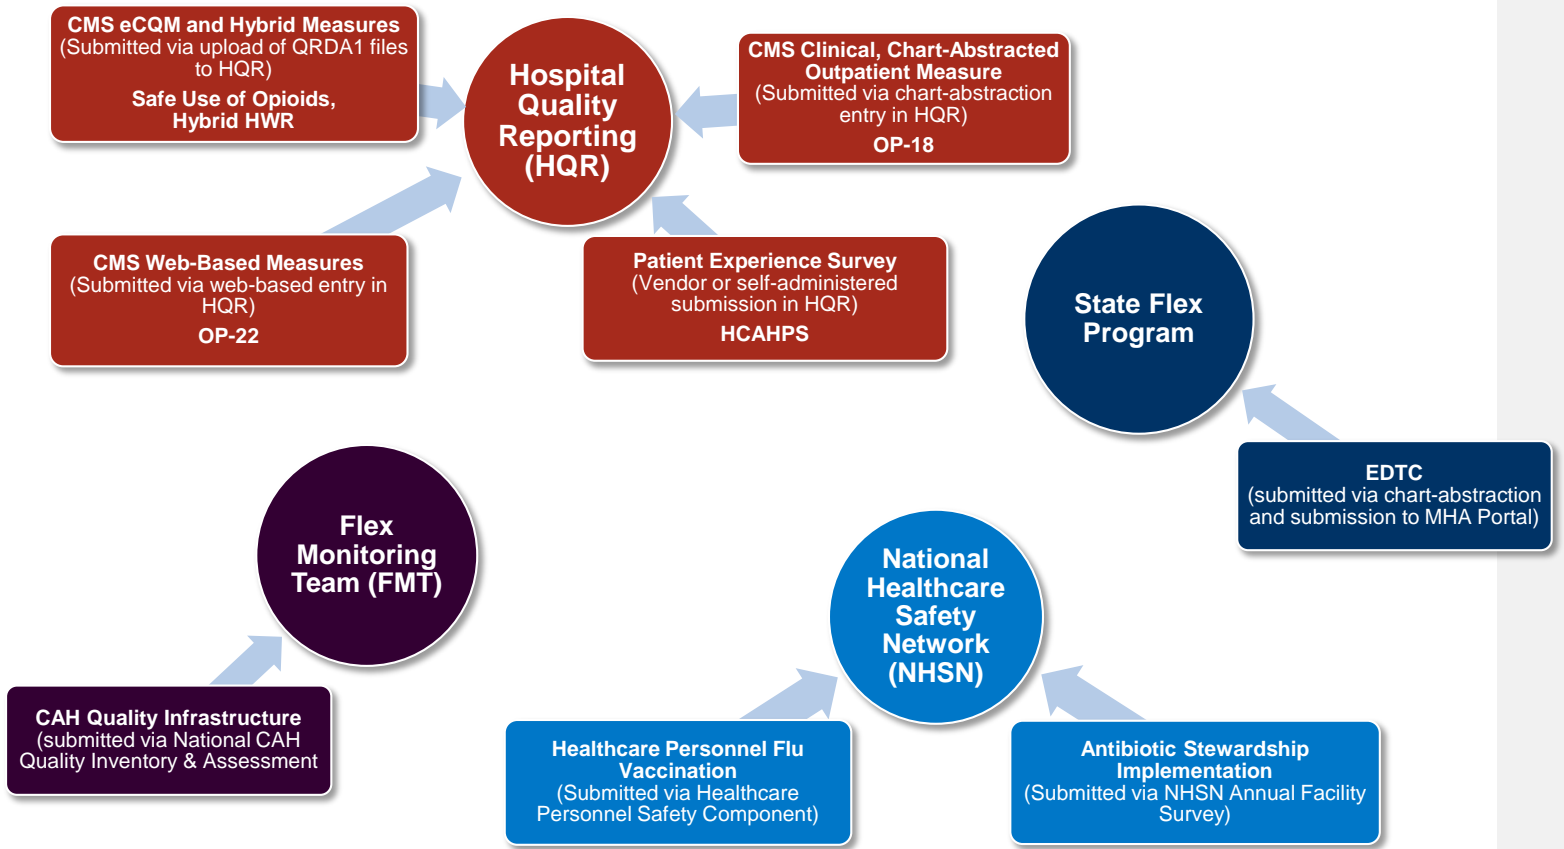 CMS eCQM and Hybrid Measures
(Submitted via upload of QRDA1 files
to HQR)
Safe Use of Opioids,
Hybrid HWR
Hospital
Quality
Reporting
(HQR)
CMS Clinical, Chart-Abstracted
Outpatient Measure
(Submitted via chart-abstraction
entry in HQR)
OP-18
CMS Web-Based Measures
(Submitted via web-based entry in
HQR)
OP-22
Patient Experience Survey
(Vendor or self-administered
submission in HQR)
HCAHPS
State Flex
Program
EDTC
(submitted via chart-abstraction
and submission to MHA Portal)
Flex
Monitoring
Team (FMT)
CAH Quality Infrastructure
(submitted via National CAH
Quality Inventory & Assessment
National
Healthcare
Safety
Network
(NHSN)
Healthcare Personnel Flu
Vaccination
(Submitted via Healthcare
Personnel Safety Component)
Antibiotic Stewardship
Implementation
(Submitted via NHSN Annual Facility
Survey)